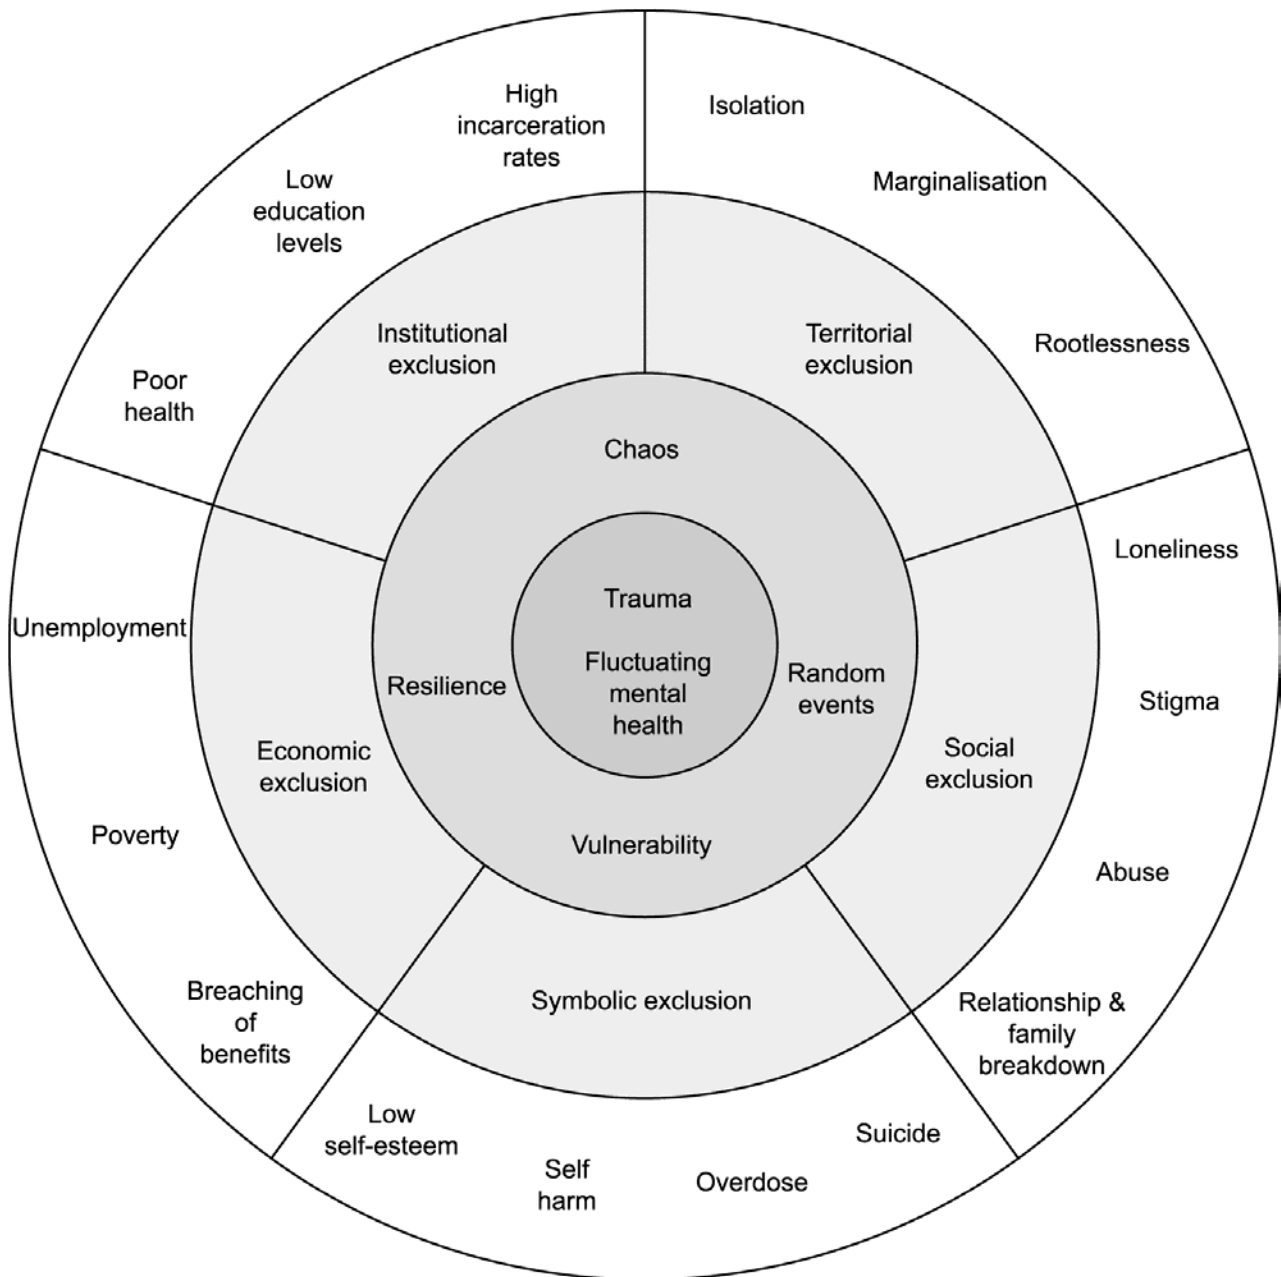 High
incarceration
rates
Isolation
Low
education
levels
Marginalisation
Institutional
exclusion
Territorial
exclusion
Rootlessness
Poor
health
Chaos
Loneliness
Trauma
Unemployment
Fluctuating
mental
health
Resilience
Random
events
Stigma
Economic
exclusion
Social
exclusion
Poverty
Vulnerability
Abuse
Breaching
of
benefits
Symbolic exclusion
Relationship &
family
breakdown
Low
self-esteem
Self
harm
Overdose
Suicide